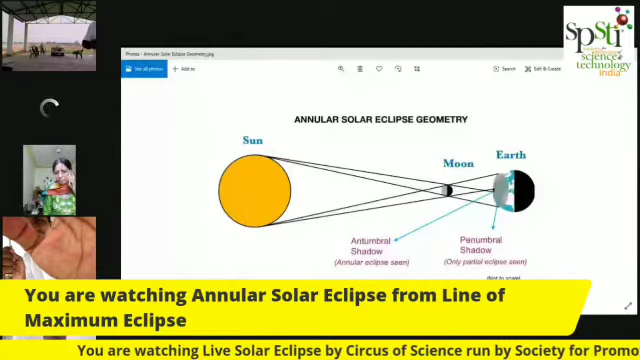 SPSTI
science
technology
India
Photos - Annular Solar Eclipse Geometry.jpg
See all photos
+ Add to
Search
Edit & Create
ANNULAR SOLAR ECLIPSE GEOMETRY
Sun
Moon
Earth
Antumbral
Shadow
(Annular eclipse seen)
Penumbral
Shadow
(Only partial eclipse seen)
(Not to scale)
You are watching Annular Solar Eclipse from Line of
Maximum Eclipse
You are watching Live Solar Eclipse by Circus of Science run by Society for Promo